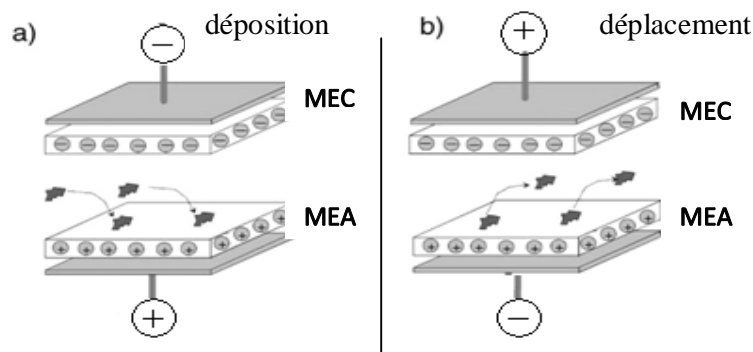 a) déposition
−
MEC
− − − − − − − − − −
MEA
+ + + + + + + + + +
+
b) déplacement
+
MEC
− − − − − − − − − −
MEA
+ + + + + + + + + +
−